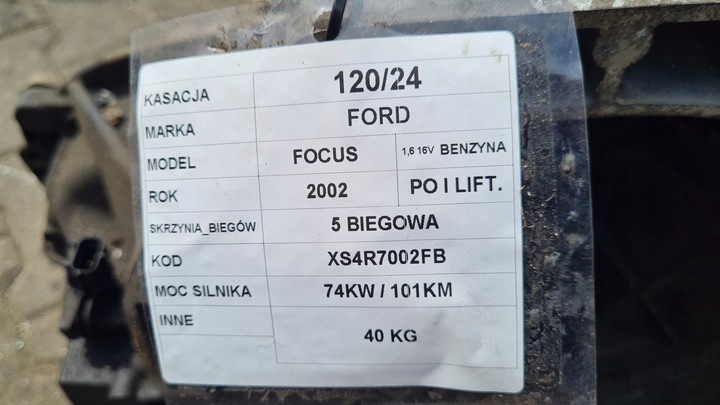 KASACJA 120/24
MARKA FORD
MODEL FOCUS 1,6 16V BENZYNA
ROK 2002 PO I LIFT.
SKRZYNIA_BIEGÓW 5 BIEGOWA
KOD XS4R7002FB
MOC SILNIKA 74KW / 101KM
INNE 40 KG